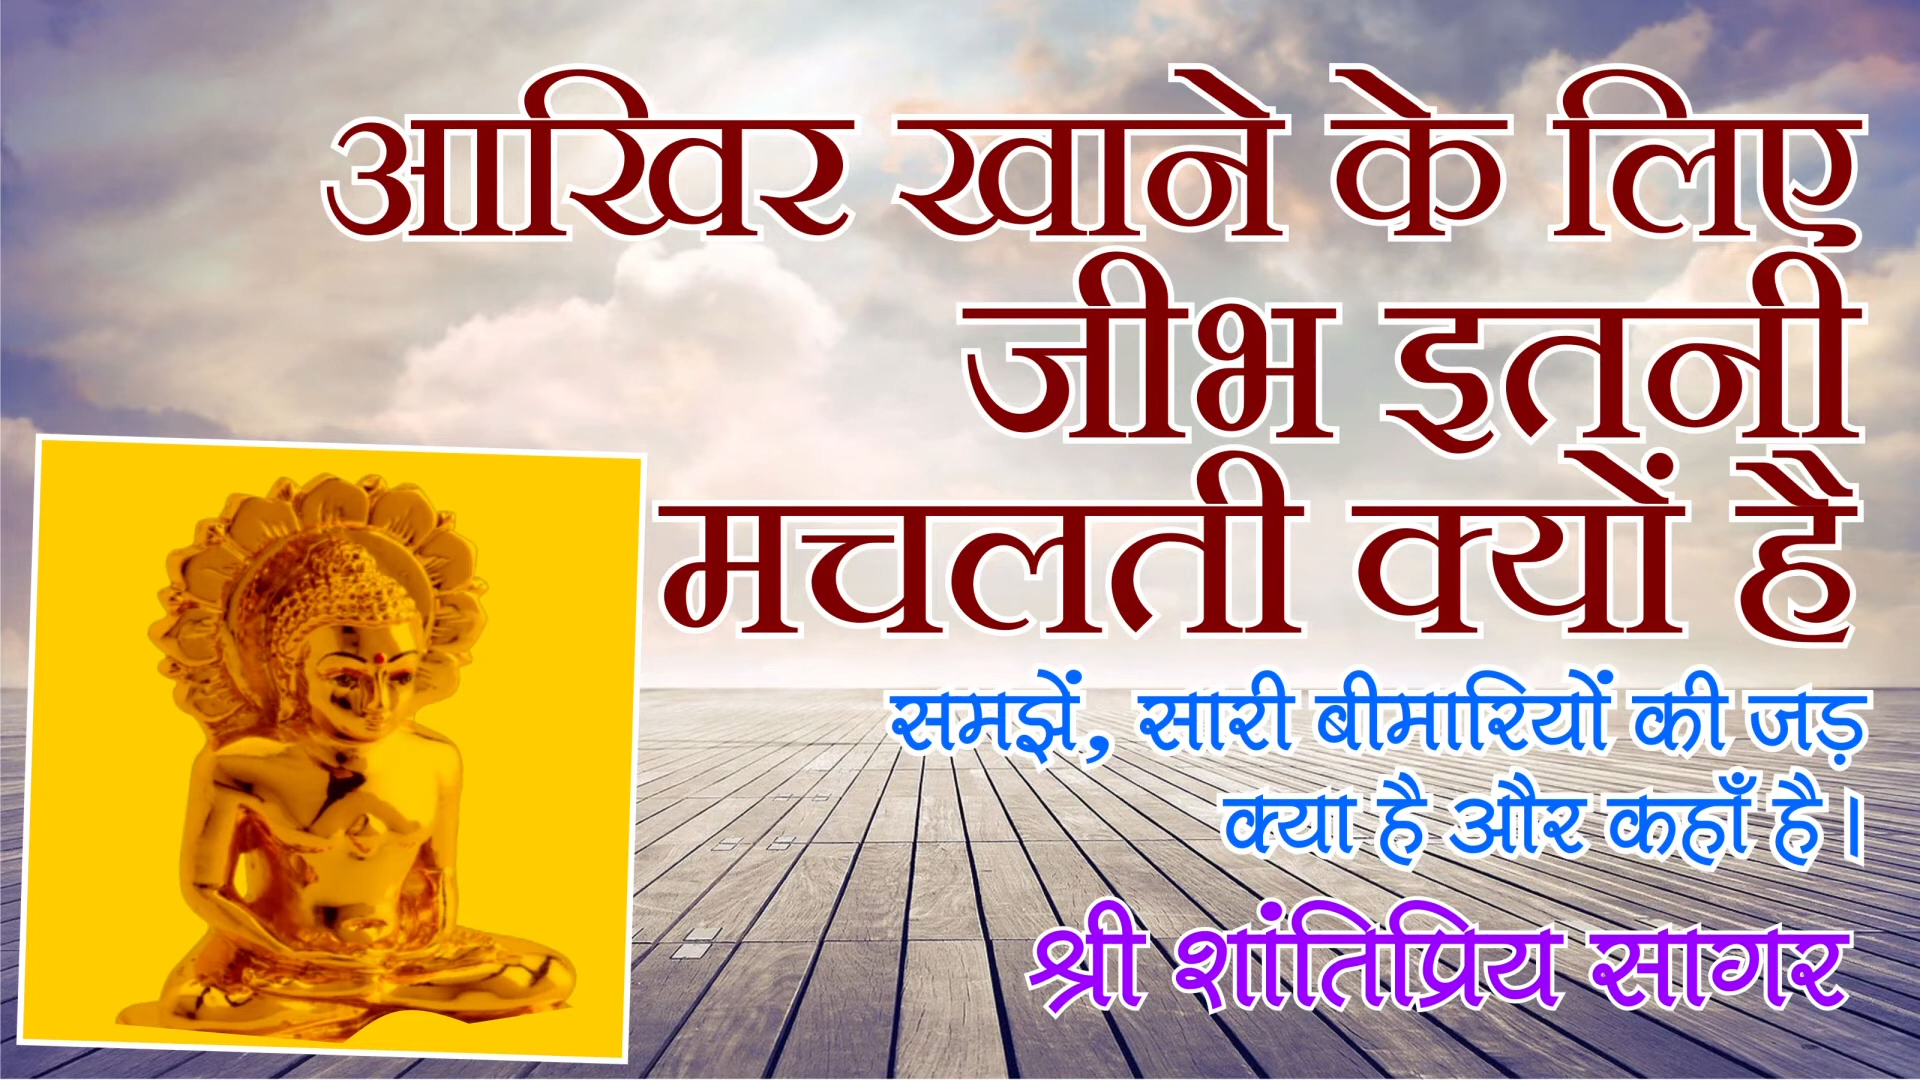 आखिर खाने के लिए
जीभ इतनी
मचलती क्यों है
समझें, सारी बीमारियों की जड़
क्या है और कहाँ है।
श्री शांतिप्रिय सागर